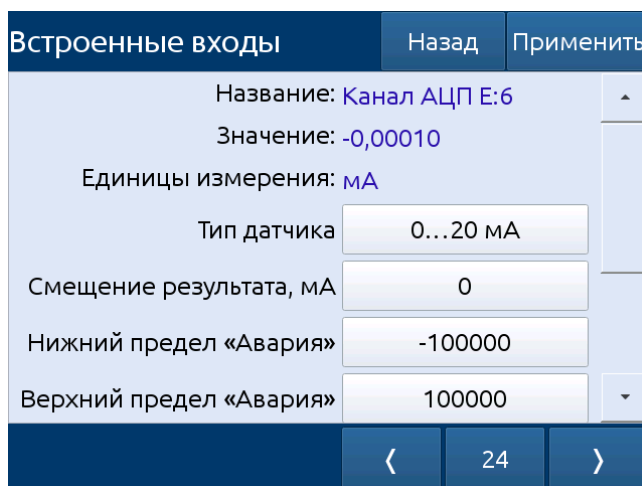 Встроенные входы Назад Применить
Название: Канал АЦП E:6
Значение: -0,00010
Единицы измерения: мА
Тип датчика 0...20 мА
Смещение результата, мА 0
Нижний предел «Авария» -100000
Верхний предел «Авария» 100000
⟨ 24 ⟩